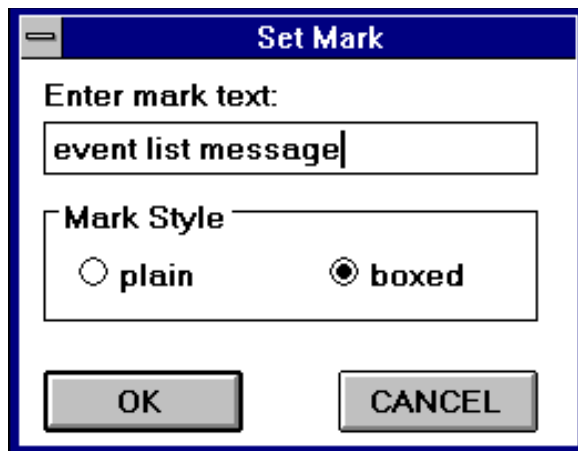 Set Mark
Enter mark text:
event list message
Mark Style
plain boxed
OK CANCEL